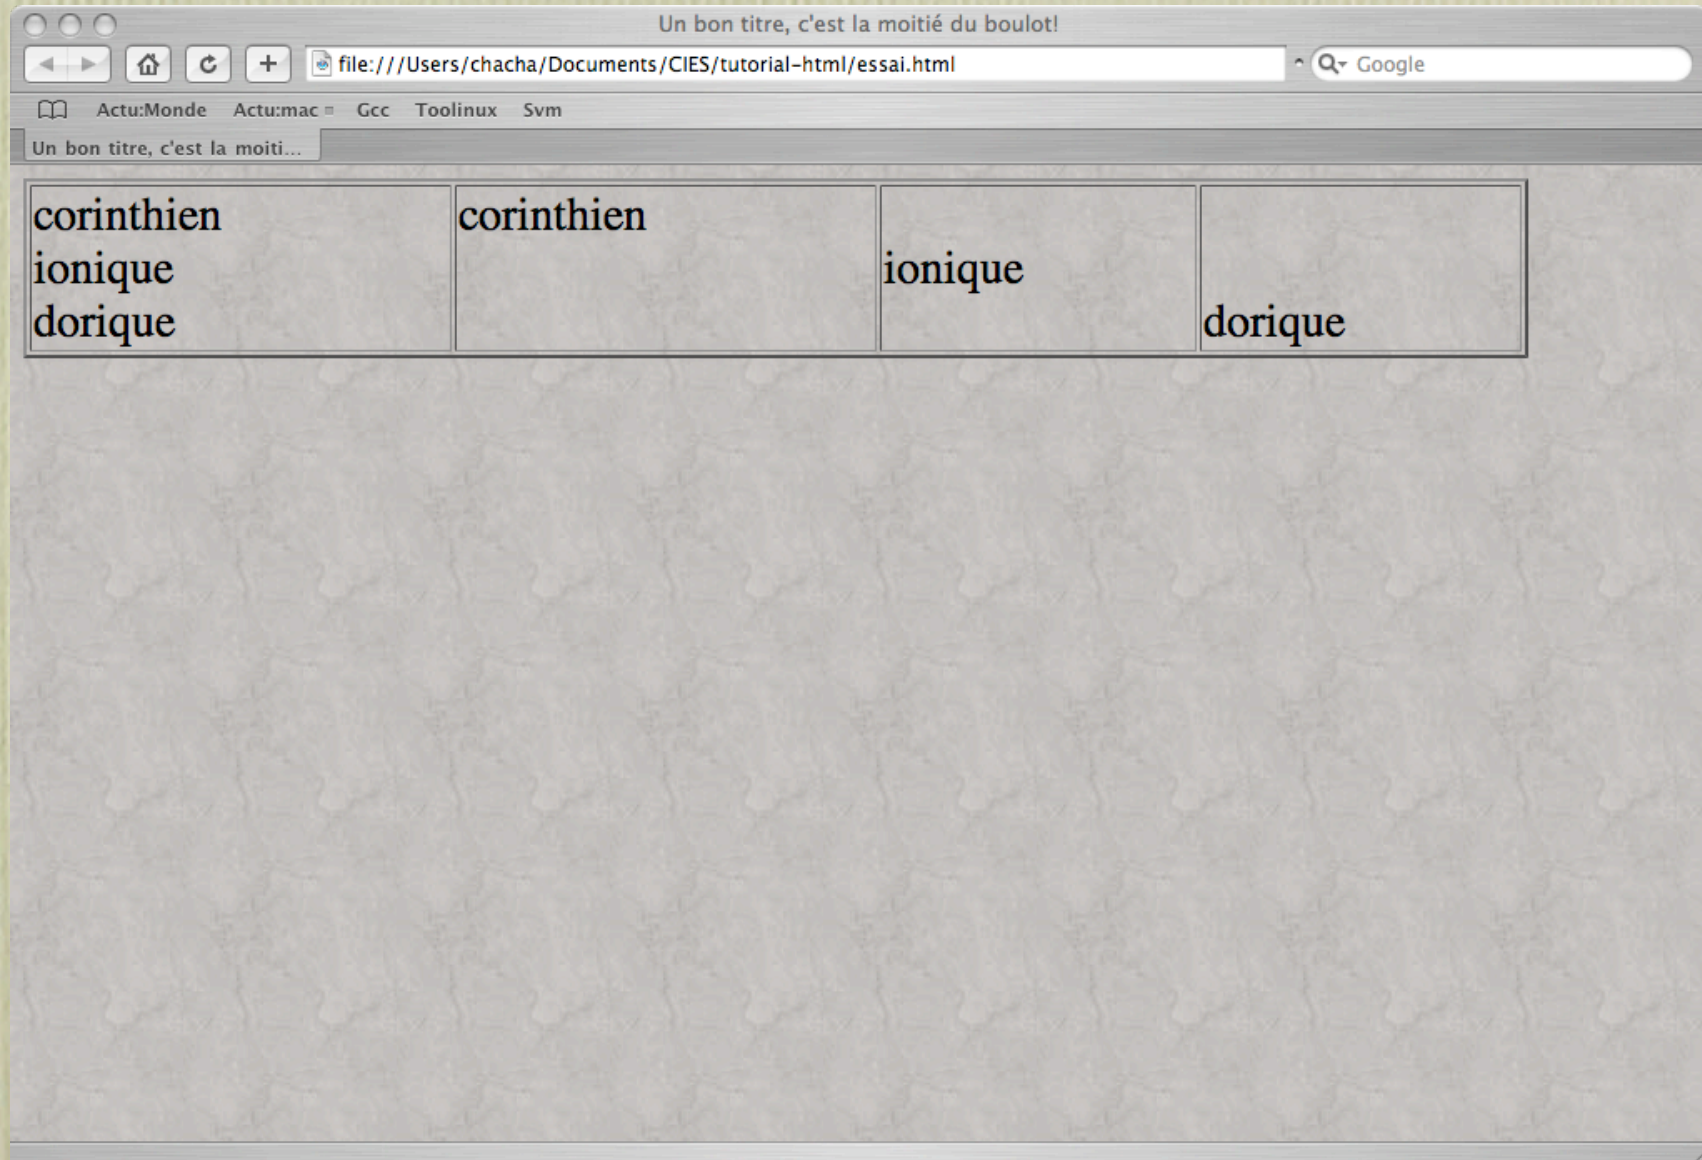 Un bon titre, c'est la moitié du boulot!
file:///Users/chacha/Documents/CIES/tutorial-html/essai.html
Google
Actu:Monde Actu:mac Gcc Toolinux Svm
Un bon titre, c'est la moiti...
corinthien
ionique
dorique
corinthien
ionique
dorique